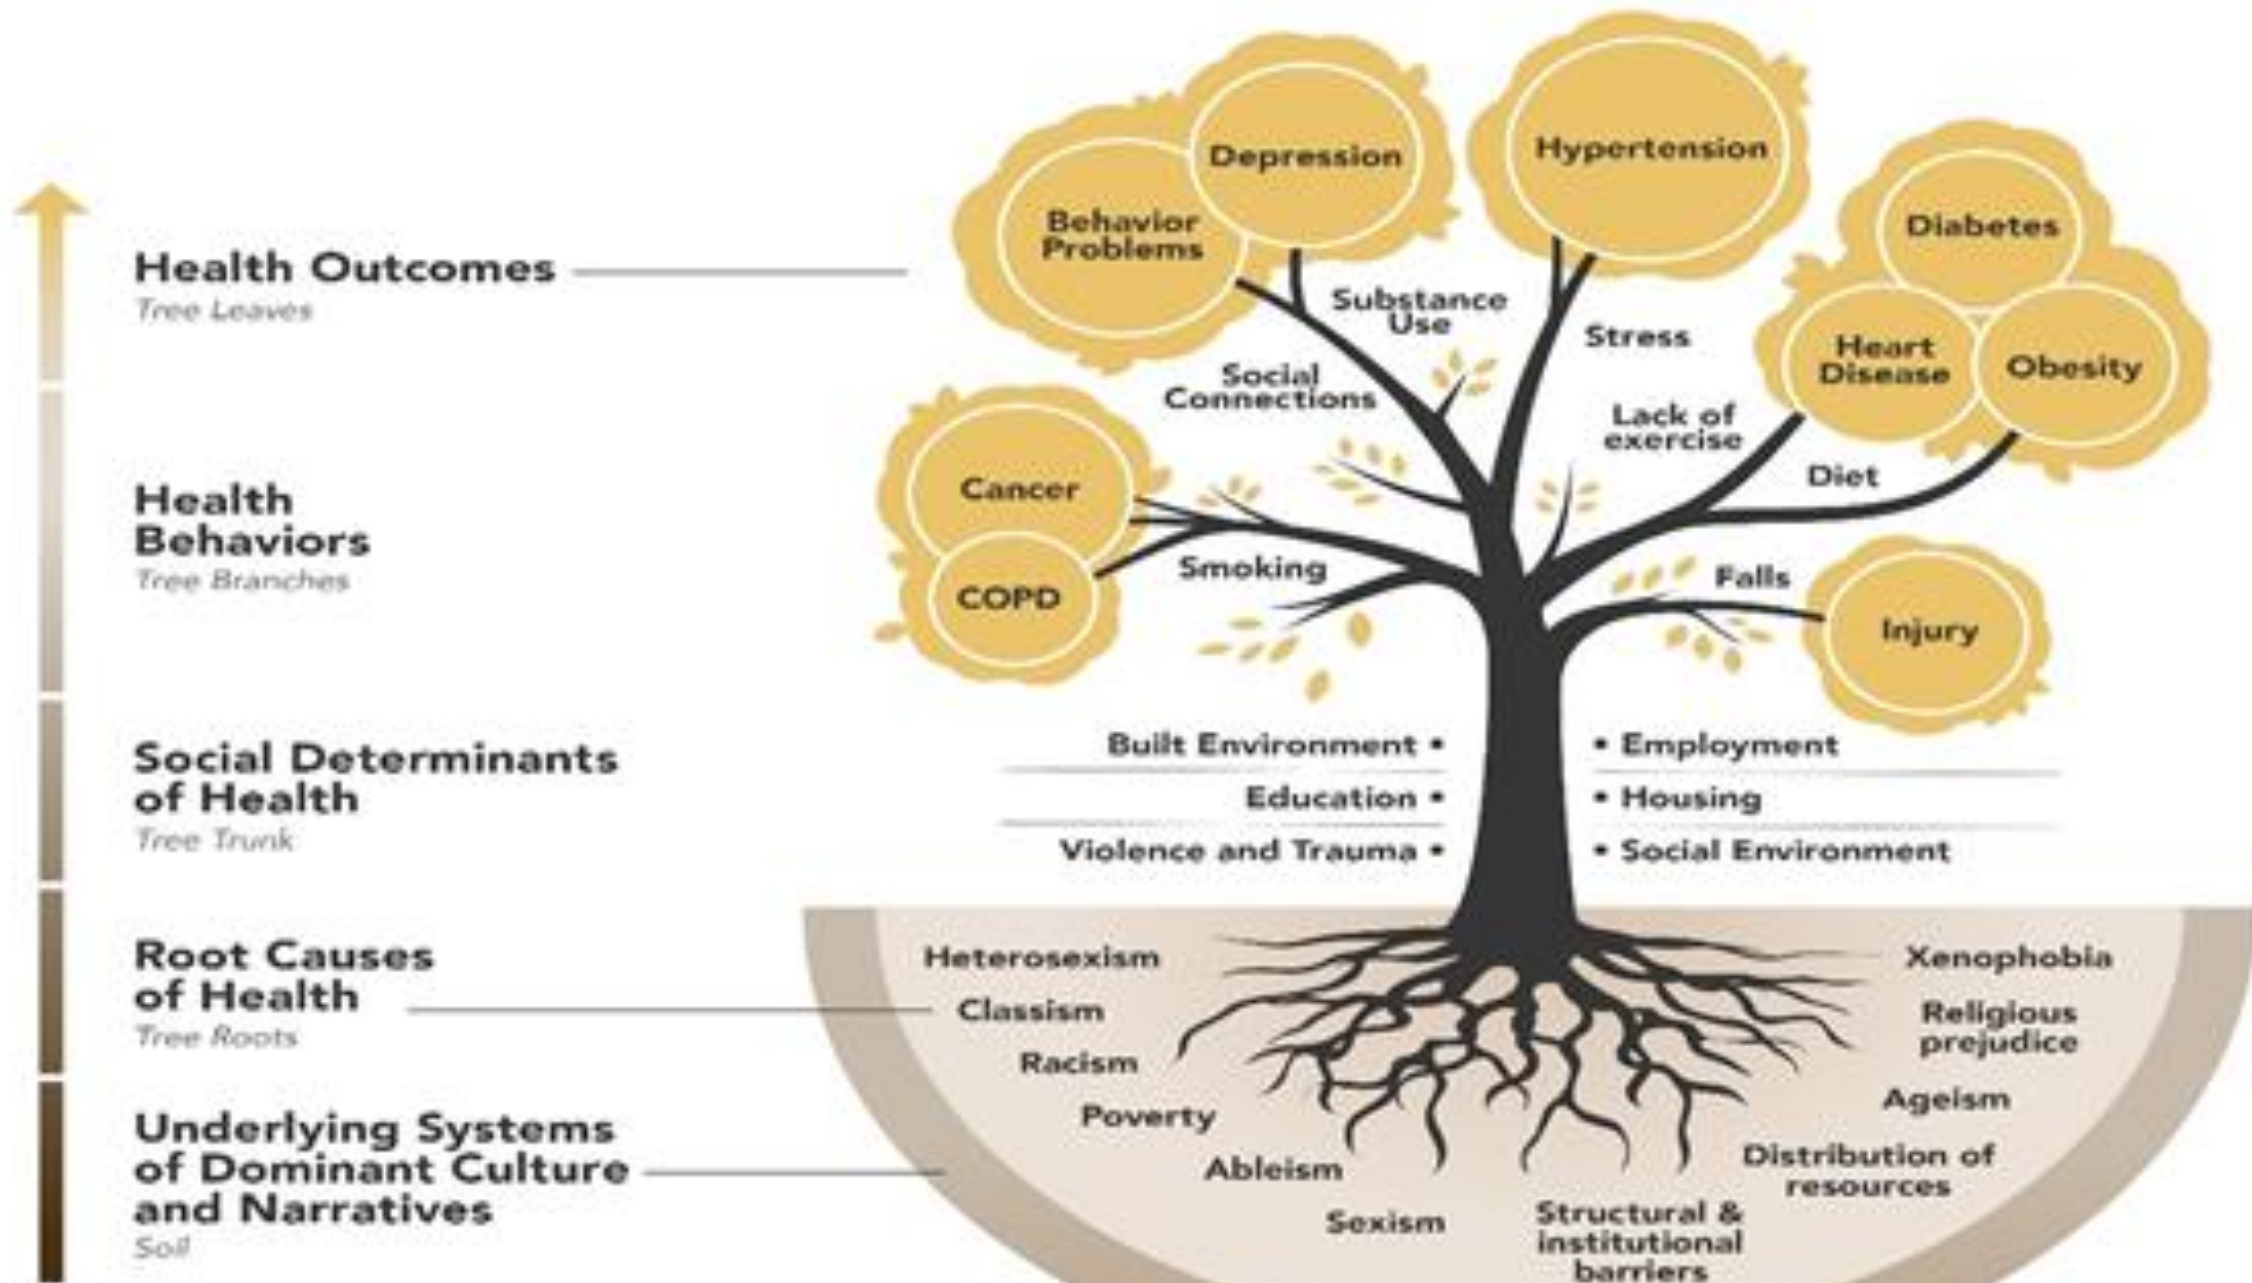 Health Outcomes
Tree Leaves
Health
Behaviors
Tree Branches
Social Determinants
of Health
Tree Trunk
Root Causes
of Health
Tree Roots
Underlying Systems
of Dominant Culture
and Narratives
Soil
Depression
Behavior
Problems
Hypertension
Diabetes
Heart
Disease
Obesity
Cancer
COPD
Injury
Substance
Use
Social
Connections
Stress
Lack of
exercise
Diet
Smoking
Falls
Built Environment •
Education •
Violence and Trauma •
• Employment
• Housing
• Social Environment
Heterosexism
Classism
Racism
Poverty
Ableism
Sexism
Structural &
institutional
barriers
Distribution of
resources
Ageism
Religious
prejudice
Xenophobia